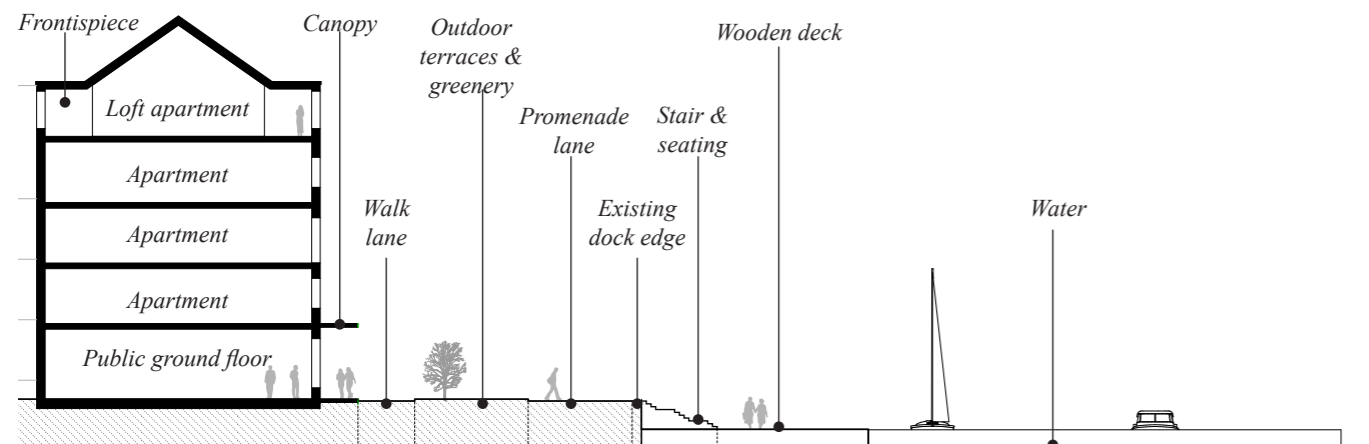 Frontispiece
Canopy
Outdoor
terraces &
greenery
Wooden deck
Loft apartment
Promenade
lane
Stair &
seating
Apartment
Walk
lane
Existing
dock edge
Water
Apartment
Apartment
Public ground floor